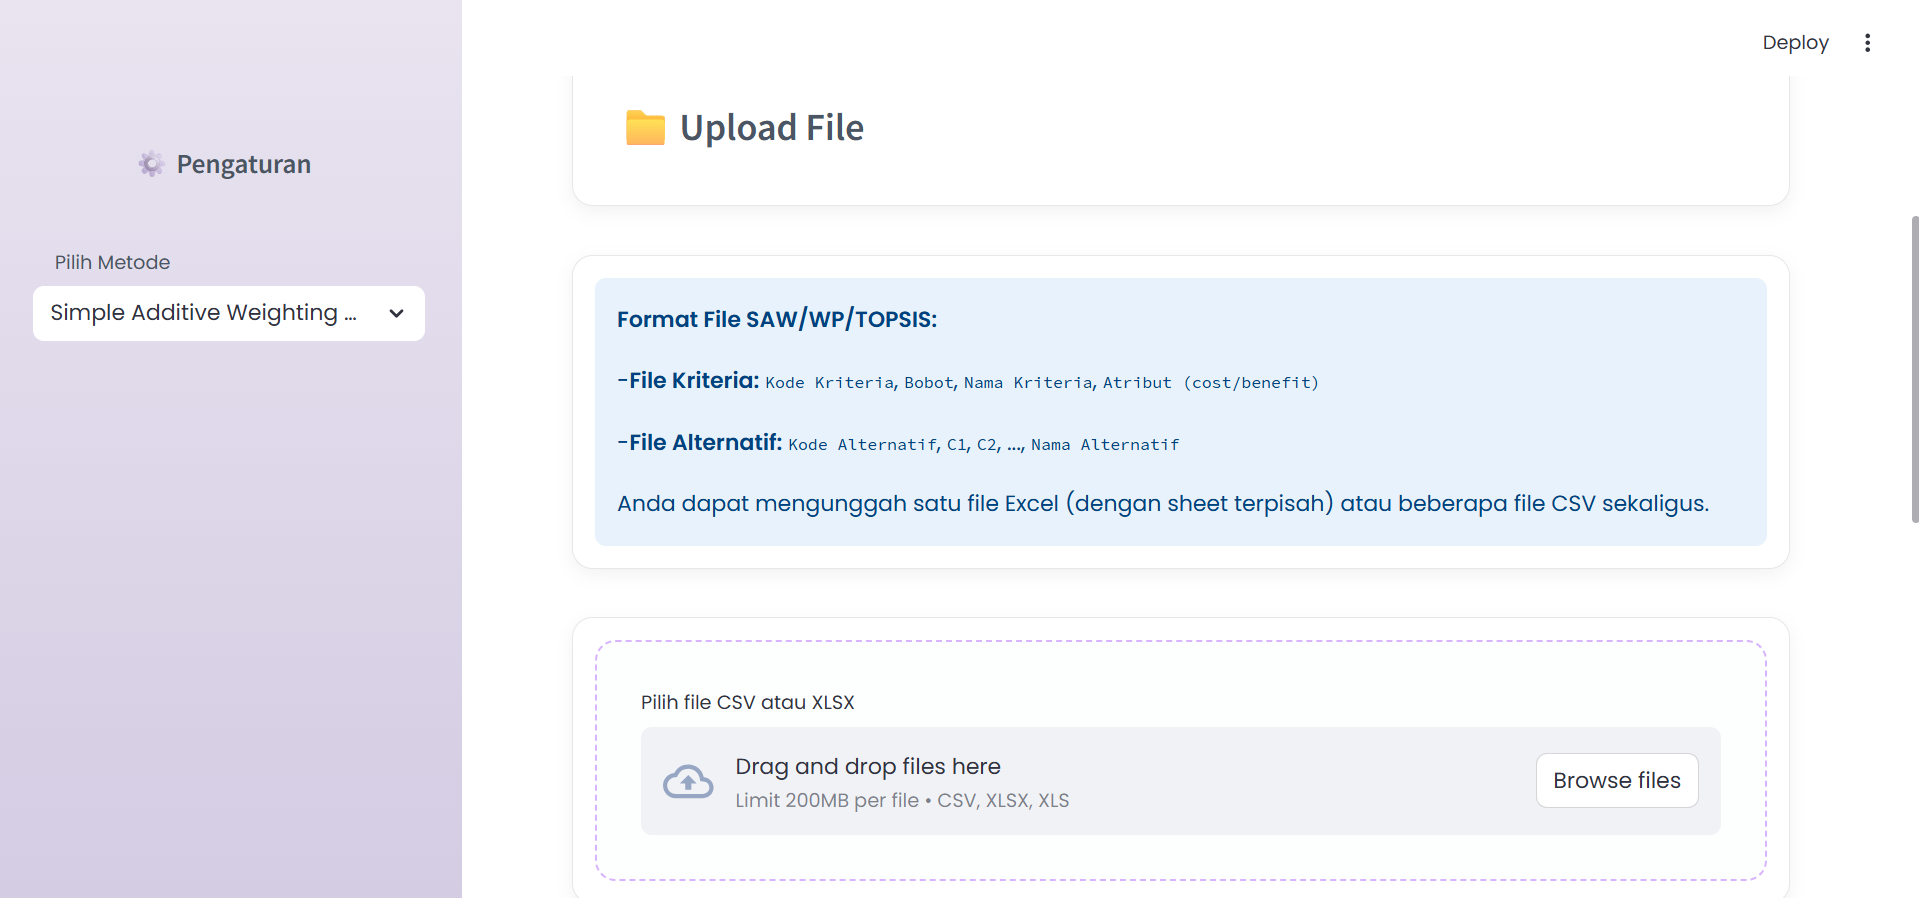 Deploy
Pengaturan
Pilih Metode
Simple Additive Weighting ...
Upload File
Format File SAW/WP/TOPSIS:
-File Kriteria: Kode Kriteria, Bobot, Nama Kriteria, Atribut (cost/benefit)
-File Alternatif: Kode Alternatif, C1, C2, ..., Nama Alternatif
Anda dapat mengunggah satu file Excel (dengan sheet terpisah) atau beberapa file CSV sekaligus.
Pilih file CSV atau XLSX
Drag and drop files here
Limit 200MB per file • CSV, XLSX, XLS
Browse files